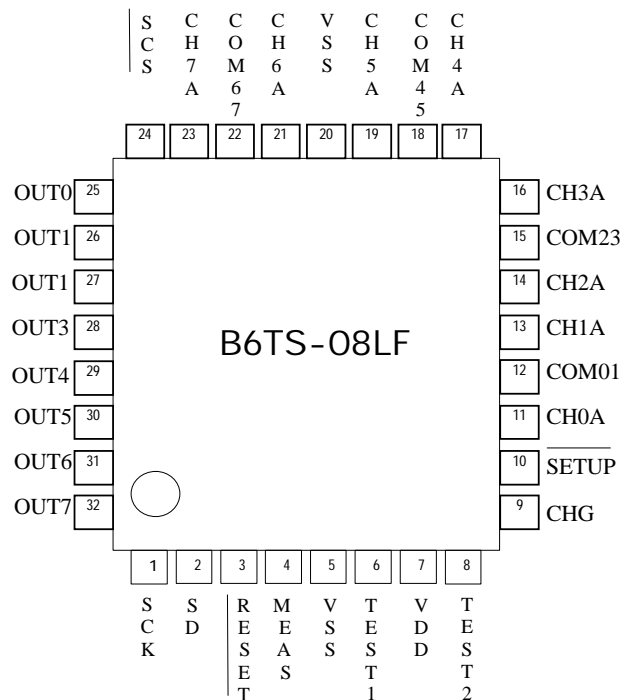 SCS
CH7A
COM67
CH6A
VSS
CH5A
COM45
CH4A
24 23 22 21 20 19 18 17
OUT0 25
16 CH3A
OUT1 26
15 COM23
OUT1 27
14 CH2A
OUT3 28
13 CH1A
B6TS-08LF
OUT4 29
12 COM01
OUT5 30
11 CH0A
OUT6 31
10 SETUP
OUT7 32
9 CHG
1 2 3 4 5 6 7 8
SCK
SD
RESET
MEAS
VSS
TEST1
VDD
TEST2